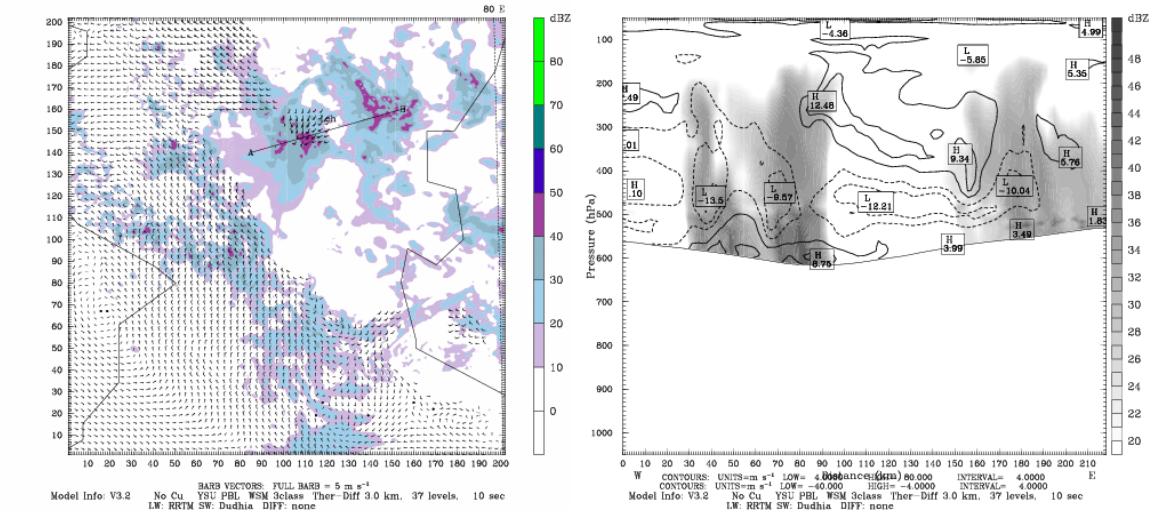 80 E
dBZ
200
190
180
170
160
150
140
130
120
110
100
90
80
70
60
50
40
30
20
10
80
70
60
50
40
30
20
10
0
A
B
10 20 30 40 50 60 70 80 90 100 110 120 130 140 150 160 170 180 190 200
BARB VECTORS: FULL BARB = 5 m s⁻¹
Model Info: V3.2 No Cu YSU PBL WSM 3class Ther-Diff 3.0 km, 37 levels, 10 sec
LW: RRTM SW: Dudhia DIFF: none
dBZ
Pressure (hPa)
100
200
300
400
500
600
700
800
900
1000
L
-4.36
H
4.99
L
-5.85
H
5.35
H
.49
H
12.48
.01
H
9.34
H
5.76
H
.10
L
-13.5
L
-9.57
L
-12.21
L
-10.04
H
1.83
H
3.49
H
3.99
H
8.75
48
46
44
42
40
38
36
34
32
30
28
26
24
22
20
0 10 20 30 40 50 60 70 80 90 100 110 120 130 140 150 160 170 180 190 200 210
W Distance (km) E
CONTOURS: UNITS=m s⁻¹ LOW= 4.0000 HIGH= 80.000 INTERVAL= 4.0000
CONTOURS: UNITS=m s⁻¹ LOW= -40.000 HIGH= -4.0000 INTERVAL= 4.0000
Model Info: V3.2 No Cu YSU PBL WSM 3class Ther-Diff 3.0 km, 37 levels, 10 sec
LW: RRTM SW: Dudhia DIFF: none